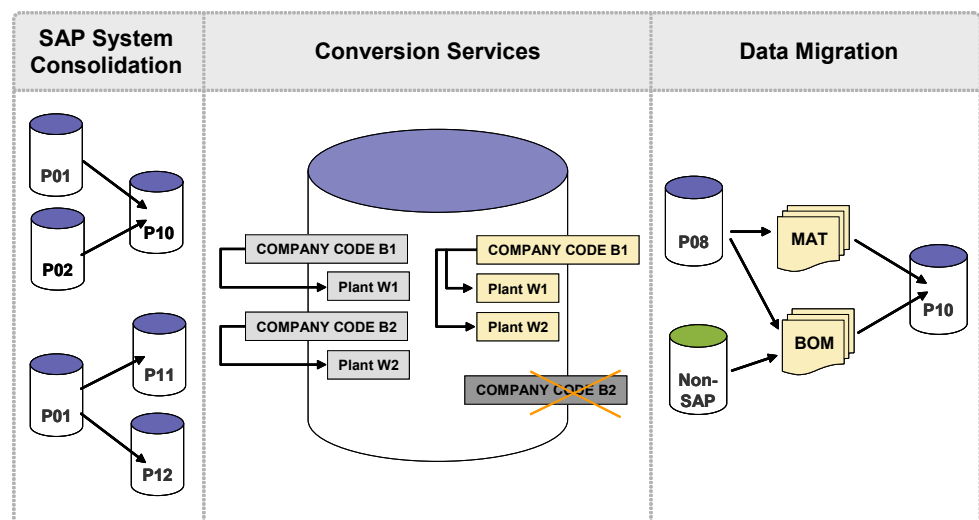 SAP System
Consolidation
Conversion Services
Data Migration
P01
P02
P10
P01
P11
P12
COMPANY CODE B1
Plant W1
COMPANY CODE B2
Plant W2
COMPANY CODE B1
Plant W1
Plant W2
COMPANY CODE B2
P08
Non-
SAP
MAT
BOM
P10